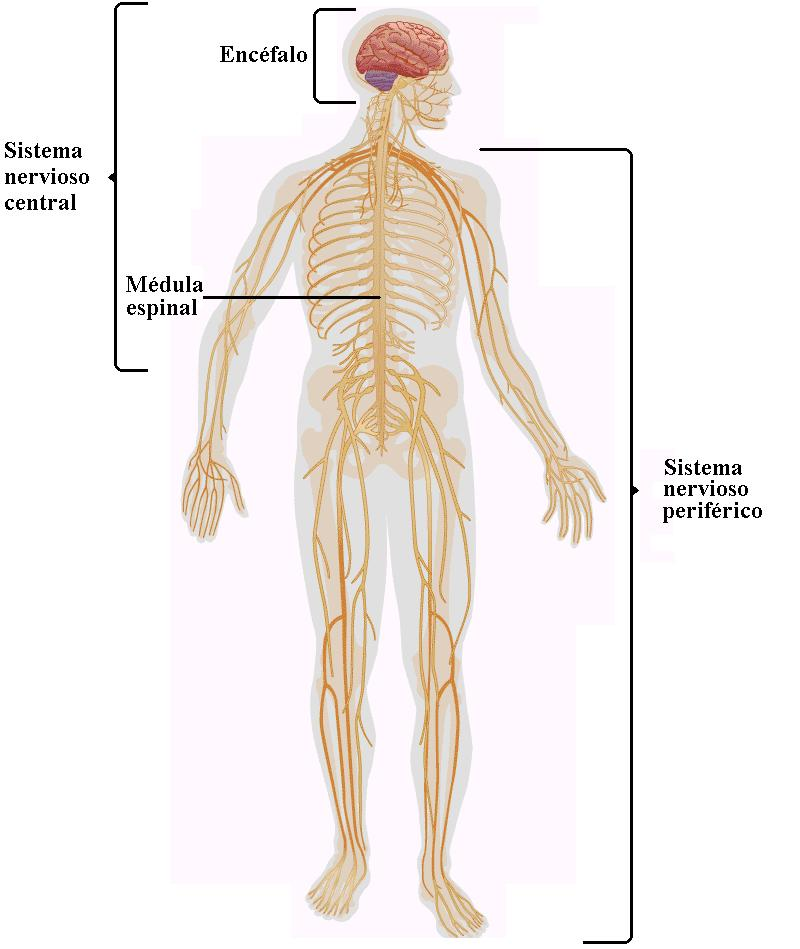 Encéfalo
Sistema
nervioso
central
Médula
espinal
Sistema
nervioso
periférico